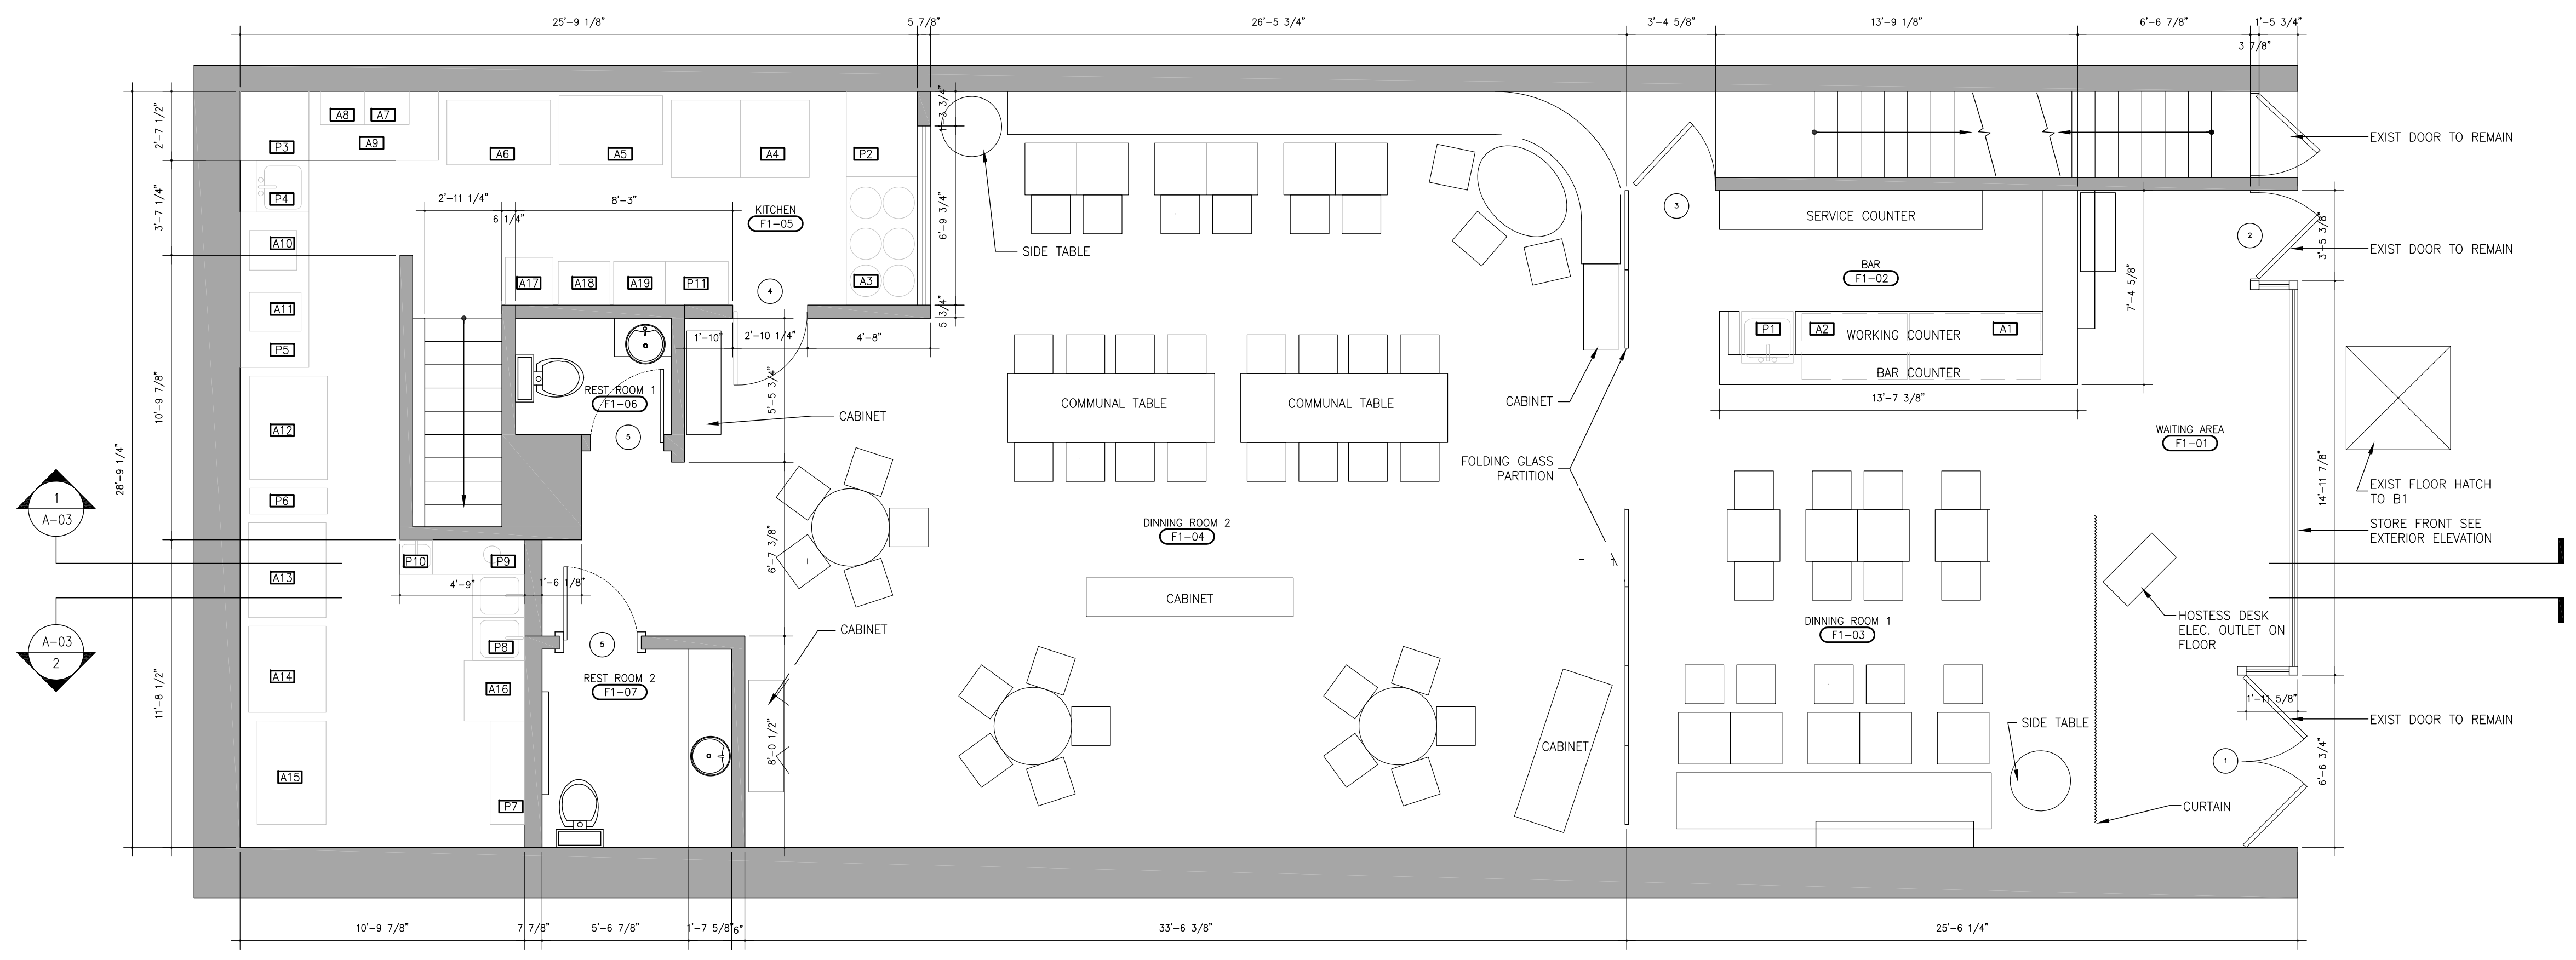 25'-9 1/8"
5 7/8"
26'-5 3/4"
3'-4 5/8"
13'-9 1/8"
6'-6 7/8"
1'-5 3/4"
3 7/8"
2'-7 1/2"
3'-7 1/4"
10'-9 7/8"
28'-9 1/4"
11'-8 1/2"
A8
A7
A9
P3
P4
A6
A5
A4
P2
1'-3 3/4"
6'-9 3/4"
5 3/4"
2'-11 1/4"
6 1/4"
8'-3"
KITCHEN
F1-05
A10
A11
P5
A17
A18
A19
P11
4
A3
SIDE TABLE
3
SERVICE COUNTER
BAR
F1-02
P1
A2
A1
WORKING COUNTER
BAR COUNTER
13'-7 3/8"
7'-4 5/8"
2
3'-5 3/8"
EXIST DOOR TO REMAIN
EXIST DOOR TO REMAIN
1'-10"
2'-10 1/4"
4'-8"
5'-5 3/4"
REST ROOM 1
F1-06
5
CABINET
COMMUNAL TABLE
COMMUNAL TABLE
CABINET
FOLDING GLASS
PARTITION
WAITING AREA
F1-01
14'-11 7/8"
EXIST FLOOR HATCH
TO B1
STORE FRONT SEE
EXTERIOR ELEVATION
A12
P6
A13
1
A-03
A-03
2
P10
P9
4'-9"
1'-6 1/8"
6'-7 3/8"
DINNING ROOM 2
F1-04
CABINET
CABINET
P8
5
REST ROOM 2
F1-07
A14
A16
A15
P7
8'-0 1/2"
CABINET
DINNING ROOM 1
F1-03
HOSTESS DESK
ELEC. OUTLET ON
FLOOR
SIDE TABLE
1'-11 5/8"
EXIST DOOR TO REMAIN
1
6'-6 3/4"
CURTAIN
10'-9 7/8"
7 7/8"
5'-6 7/8"
1'-7 5/8"
6"
33'-6 3/8"
25'-6 1/4"